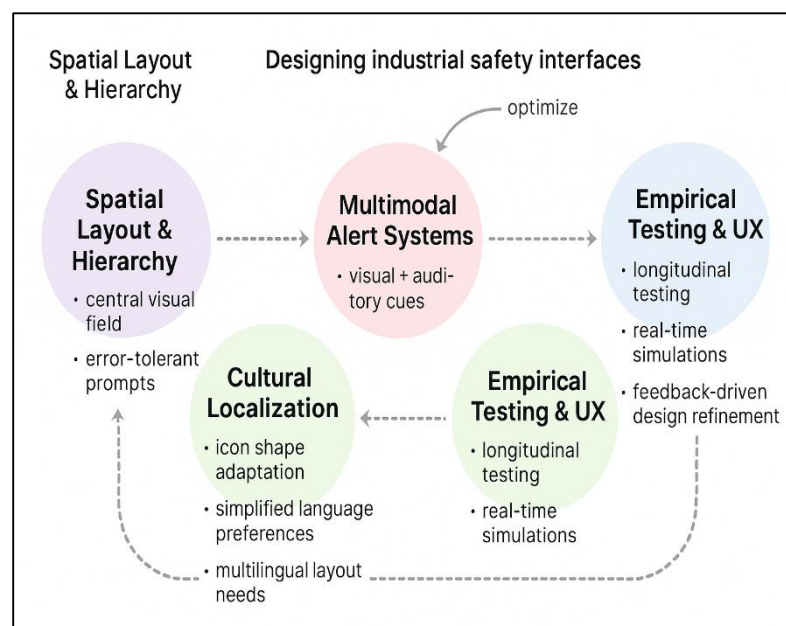 Spatial Layout
& Hierarchy
Designing industrial safety interfaces
optimize
Spatial
Layout &
Hierarchy
• central visual
field
• error-tolerant
prompts
Multimodal
Alert Systems
• visual + audi-
tory cues
Empirical
Testing & UX
• longitudinal
testing
• real-time
simulations
• feedback-driven
design refinement
Cultural
Localization
• icon shape
adaptation
• simplified language
preferences
• multilingual layout
needs
Empirical
Testing & UX
• longitudinal
testing
• real-time
simulations